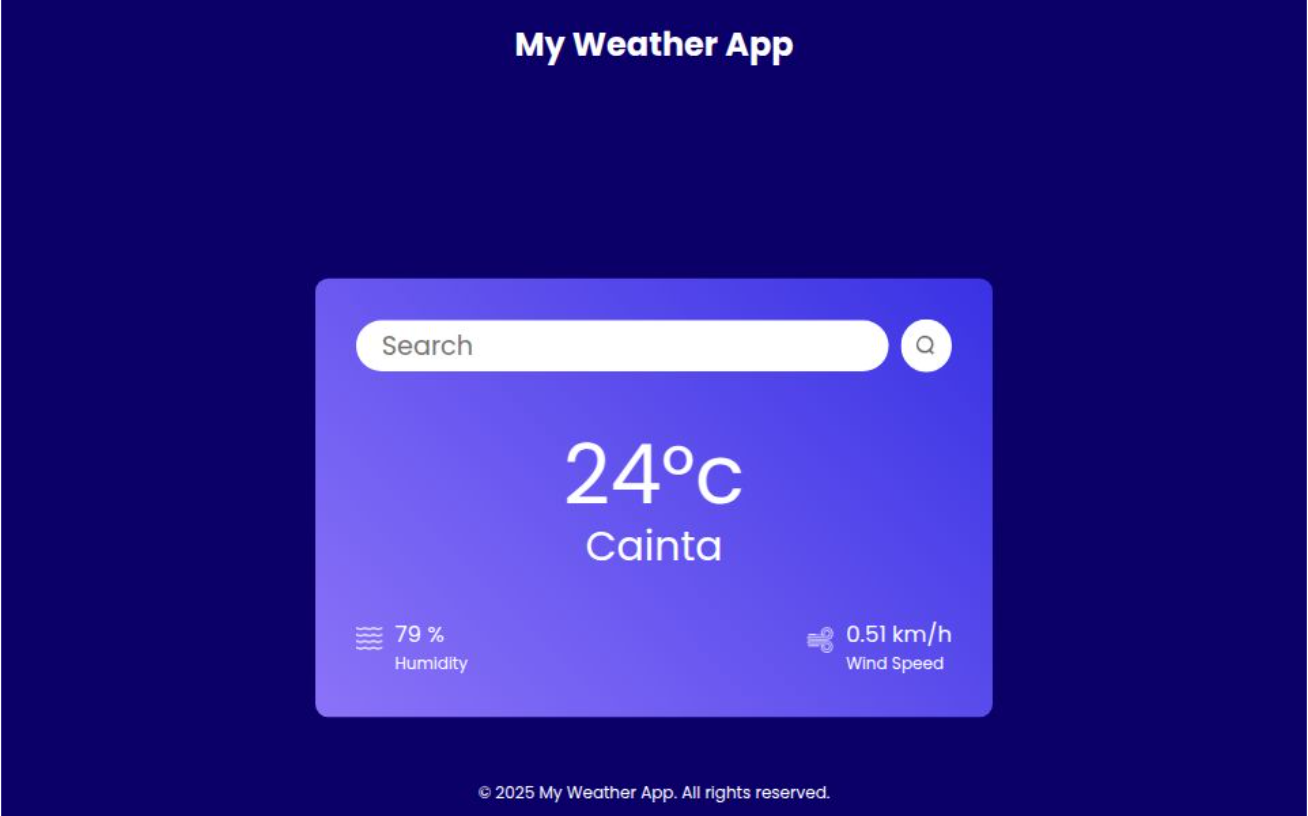 My Weather App
Search
24°c
Cainta
79 %
Humidity
0.51 km/h
Wind Speed
© 2025 My Weather App. All rights reserved.